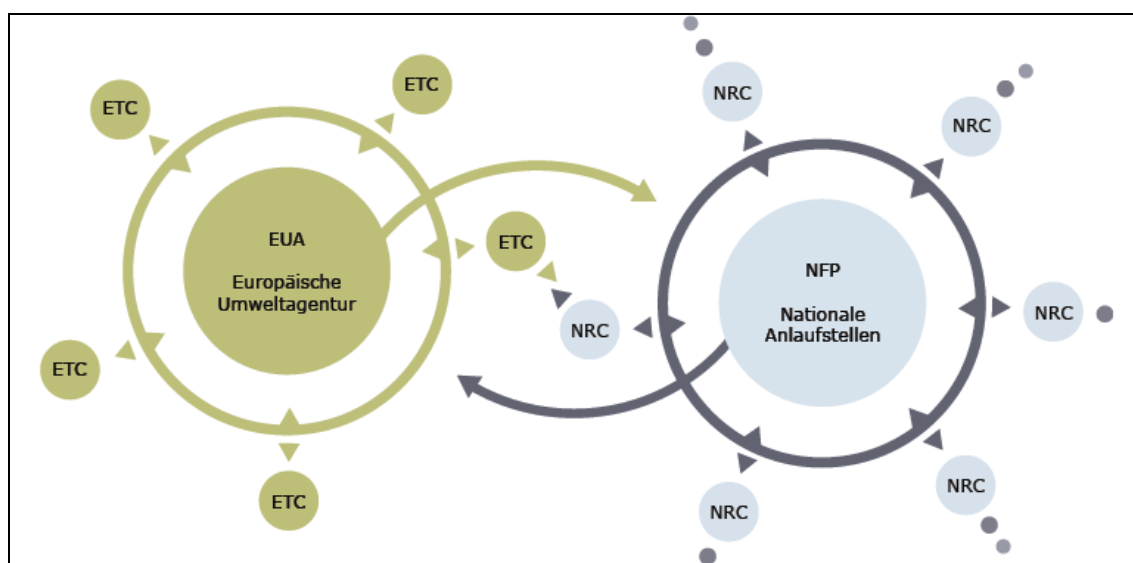 ETC
ETC
EUA
Europäische
Umweltagentur
ETC
ETC
ETC
NRC
NRC
NFP
Nationale
Anlaufstellen
NRC
NRC
NRC
NRC